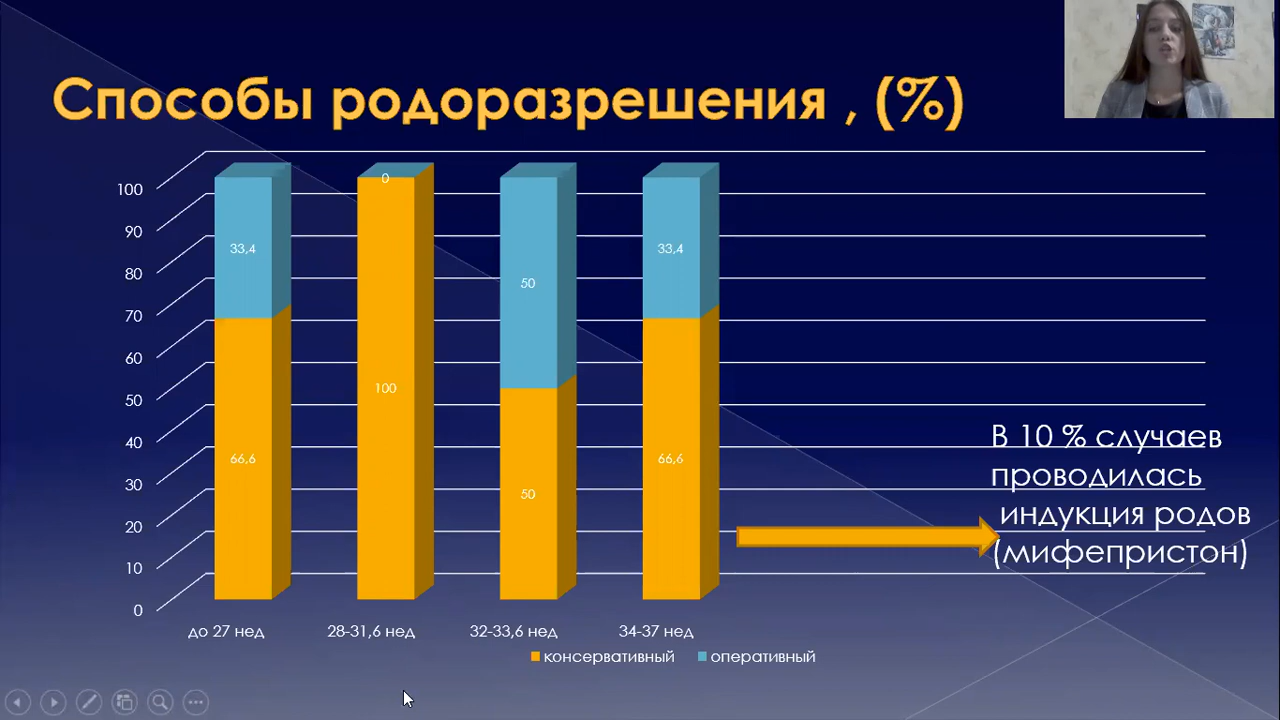 Способы родоразрешения , (%)
100
90
80
70
60
50
40
30
20
10
0
33,4
66,6
0
100
50
50
33,4
66,6
до 27 нед
28-31,6 нед
32-33,6 нед
34-37 нед
консервативный
оперативный
В 10 % случаев
проводилась
индукция родов
(мифепристон)